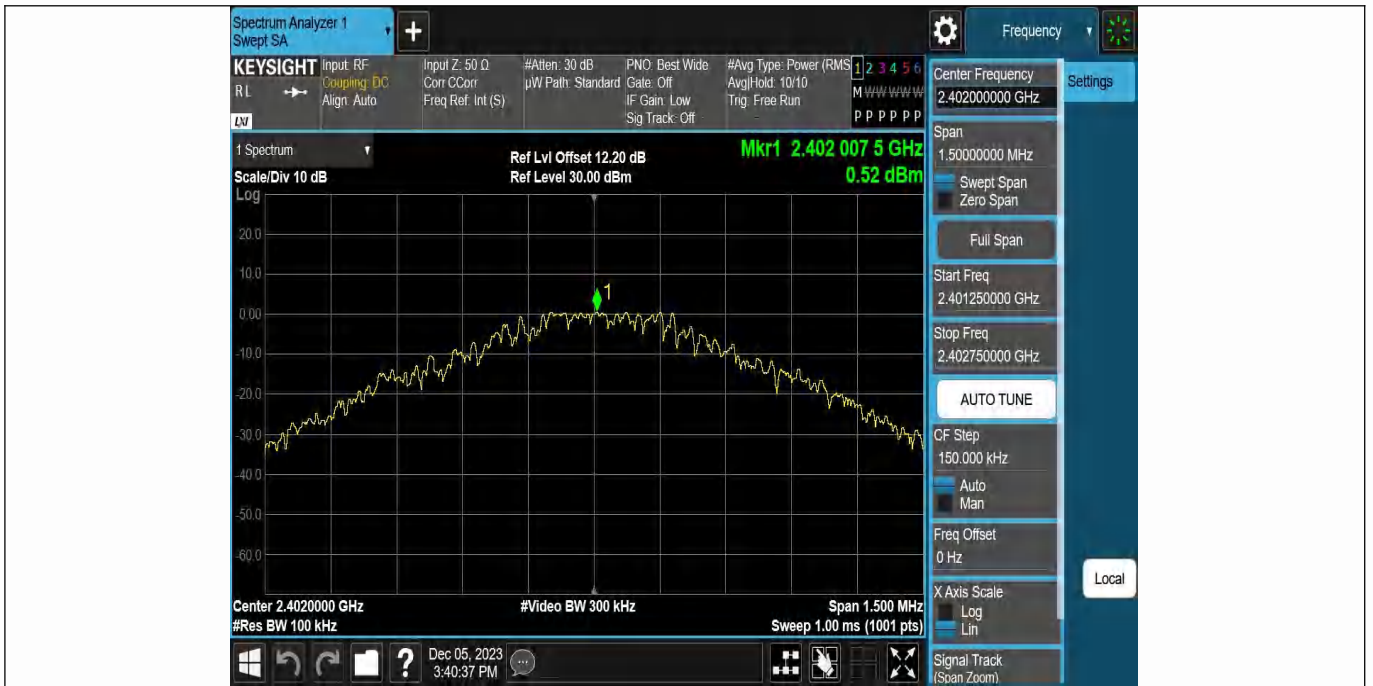 Spectrum Analyzer 1
Swept SA
Frequency
KEYSIGHT
RL
LXI
Input: RF
Coupling: DC
Align: Auto
Input Z: 50 Ω
Corr CCorr
Freq Ref: Int (S)
#Atten: 30 dB
µW Path: Standard
PNO: Best Wide
Gate: Off
IF Gain: Low
Sig Track: Off
#Avg Type: Power (RMS
Avg|Hold: 10/10
Trig: Free Run
1 2 3 4 5 6
M W W W W W
P P P P P P
Center Frequency
2.402000000 GHz
Settings
Span
1.50000000 MHz
Swept Span
Zero Span
Full Span
Start Freq
2.401250000 GHz
Stop Freq
2.402750000 GHz
AUTO TUNE
CF Step
150.000 kHz
Auto
Man
Freq Offset
0 Hz
X Axis Scale
Log
Lin
Signal Track
(Span Zoom)
Local
1 Spectrum
Scale/Div 10 dB
Log
Ref Lvl Offset 12.20 dB
Ref Level 30.00 dBm
Mkr1 2.402 007 5 GHz
0.52 dBm
20.0
10.0
0.00
-10.0
-20.0
-30.0
-40.0
-50.0
-60.0
1
Center 2.4020000 GHz
#Res BW 100 kHz
#Video BW 300 kHz
Span 1.500 MHz
Sweep 1.00 ms (1001 pts)
?
Dec 05, 2023
3:40:37 PM